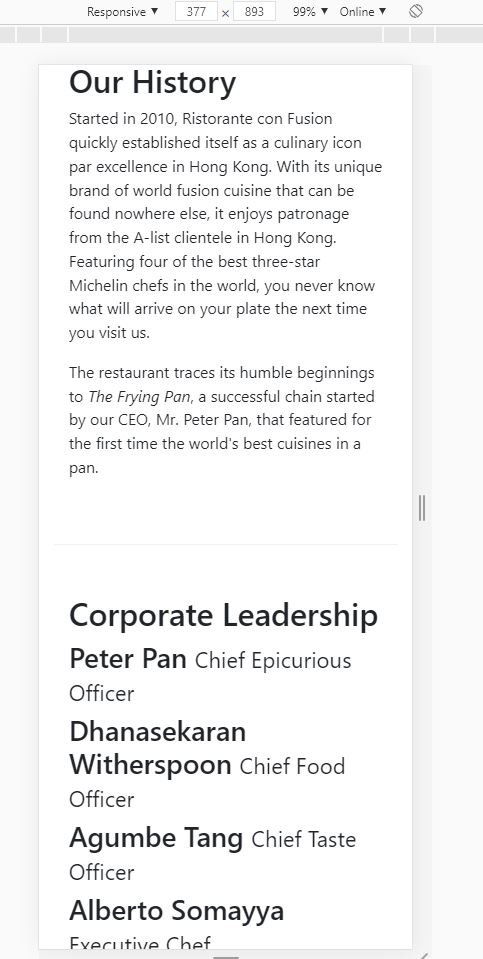 Responsive ▼ 377 x 893 99% ▼ Online ▼
Our History
Started in 2010, Ristorante con Fusion
quickly established itself as a culinary icon
par excellence in Hong Kong. With its unique
brand of world fusion cuisine that can be
found nowhere else, it enjoys patronage
from the A-list clientele in Hong Kong.
Featuring four of the best three-star
Michelin chefs in the world, you never know
what will arrive on your plate the next time
you visit us.
The restaurant traces its humble beginnings
to The Frying Pan, a successful chain started
by our CEO, Mr. Peter Pan, that featured for
the first time the world's best cuisines in a
pan.
Corporate Leadership
Peter Pan Chief Epicurious
Officer
Dhanasekaran
Witherspoon Chief Food
Officer
Agumbe Tang Chief Taste
Officer
Alberto Somayya
Executive Chef